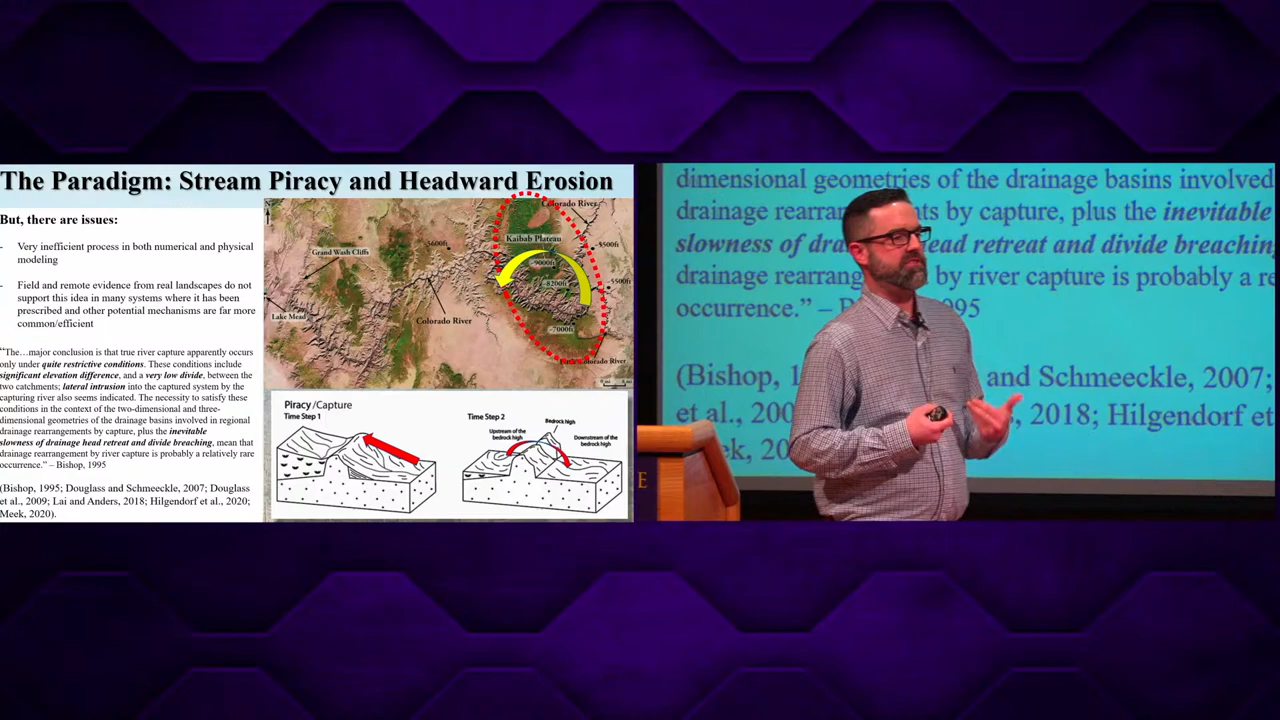 The Paradigm: Stream Piracy and Headward Erosion
But, there are issues:
- Very inefficient process in both numerical and physical
modeling
- Field and remote evidence from real landscapes do not
support this idea in many systems where it has been
prescribed and other potential mechanisms are far more
common/efficient
"The…major conclusion is that true river capture apparently occurs
only under quite restrictive conditions. These conditions include
significant elevation difference, and a very low divide, between the
two catchments; lateral intrusion into the captured system by the
capturing river also seems indicated. The necessity to satisfy these
conditions in the context of the two-dimensional and three-
dimensional geometries of the drainage basins involved in regional
drainage rearrangements by capture, plus the inevitable
slowness of drainage head retreat and divide breaching, mean that
drainage rearrangement by river capture is probably a relatively rare
occurrence." – Bishop, 1995
(Bishop, 1995; Douglass and Schmeeckle, 2007; Douglass
et al., 2009; Lai and Anders, 2018; Hilgendorf et al., 2020;
Meek, 2020).
N
Colorado River
Kaibab Plateau
5600ft
~5500ft
Grand Wash Cliffs
~9000ft
~8200ft
~5500ft
Lake Mead
Colorado River
~7000ft
Colorado River
Piracy/Capture
Time Step 1
Time Step 2
Bedrock high
Upstream of the
bedrock high
Downstream of the
bedrock high
dimensional geometries of the drainage basins involved
drainage rearran nts by capture, plus the inevitable
slowness of dra head retreat and divide breaching,
drainage rearrang by river capture is probably a re
occurrence." – 95
(Bishop, 1 and Schmeeckle, 2007;
et al., 200 s, 2018; Hilgendorf
eek, 20
E